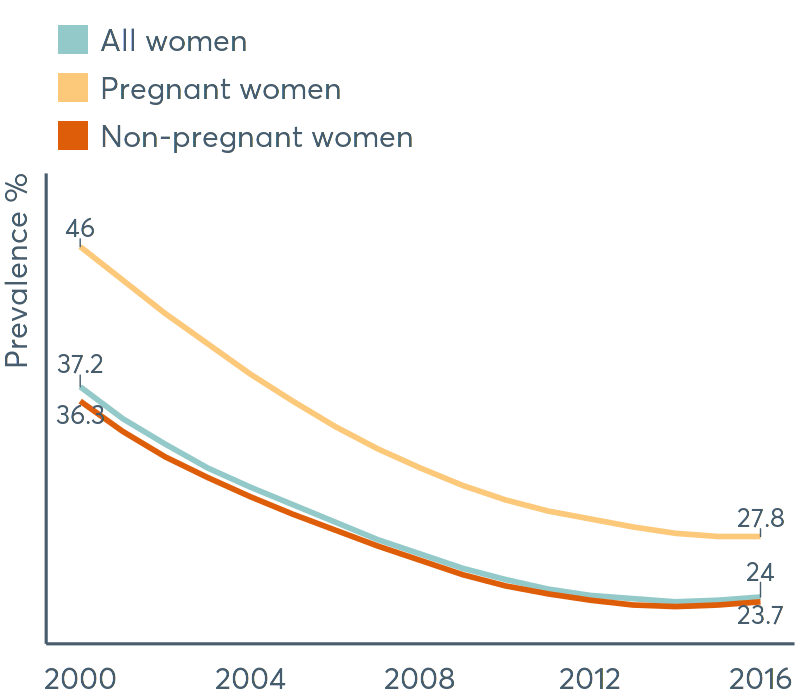 All women
Pregnant women
Non-pregnant women
Prevalence %
46
37.2
36.3
27.8
24
23.7
2000 2004 2008 2012 2016